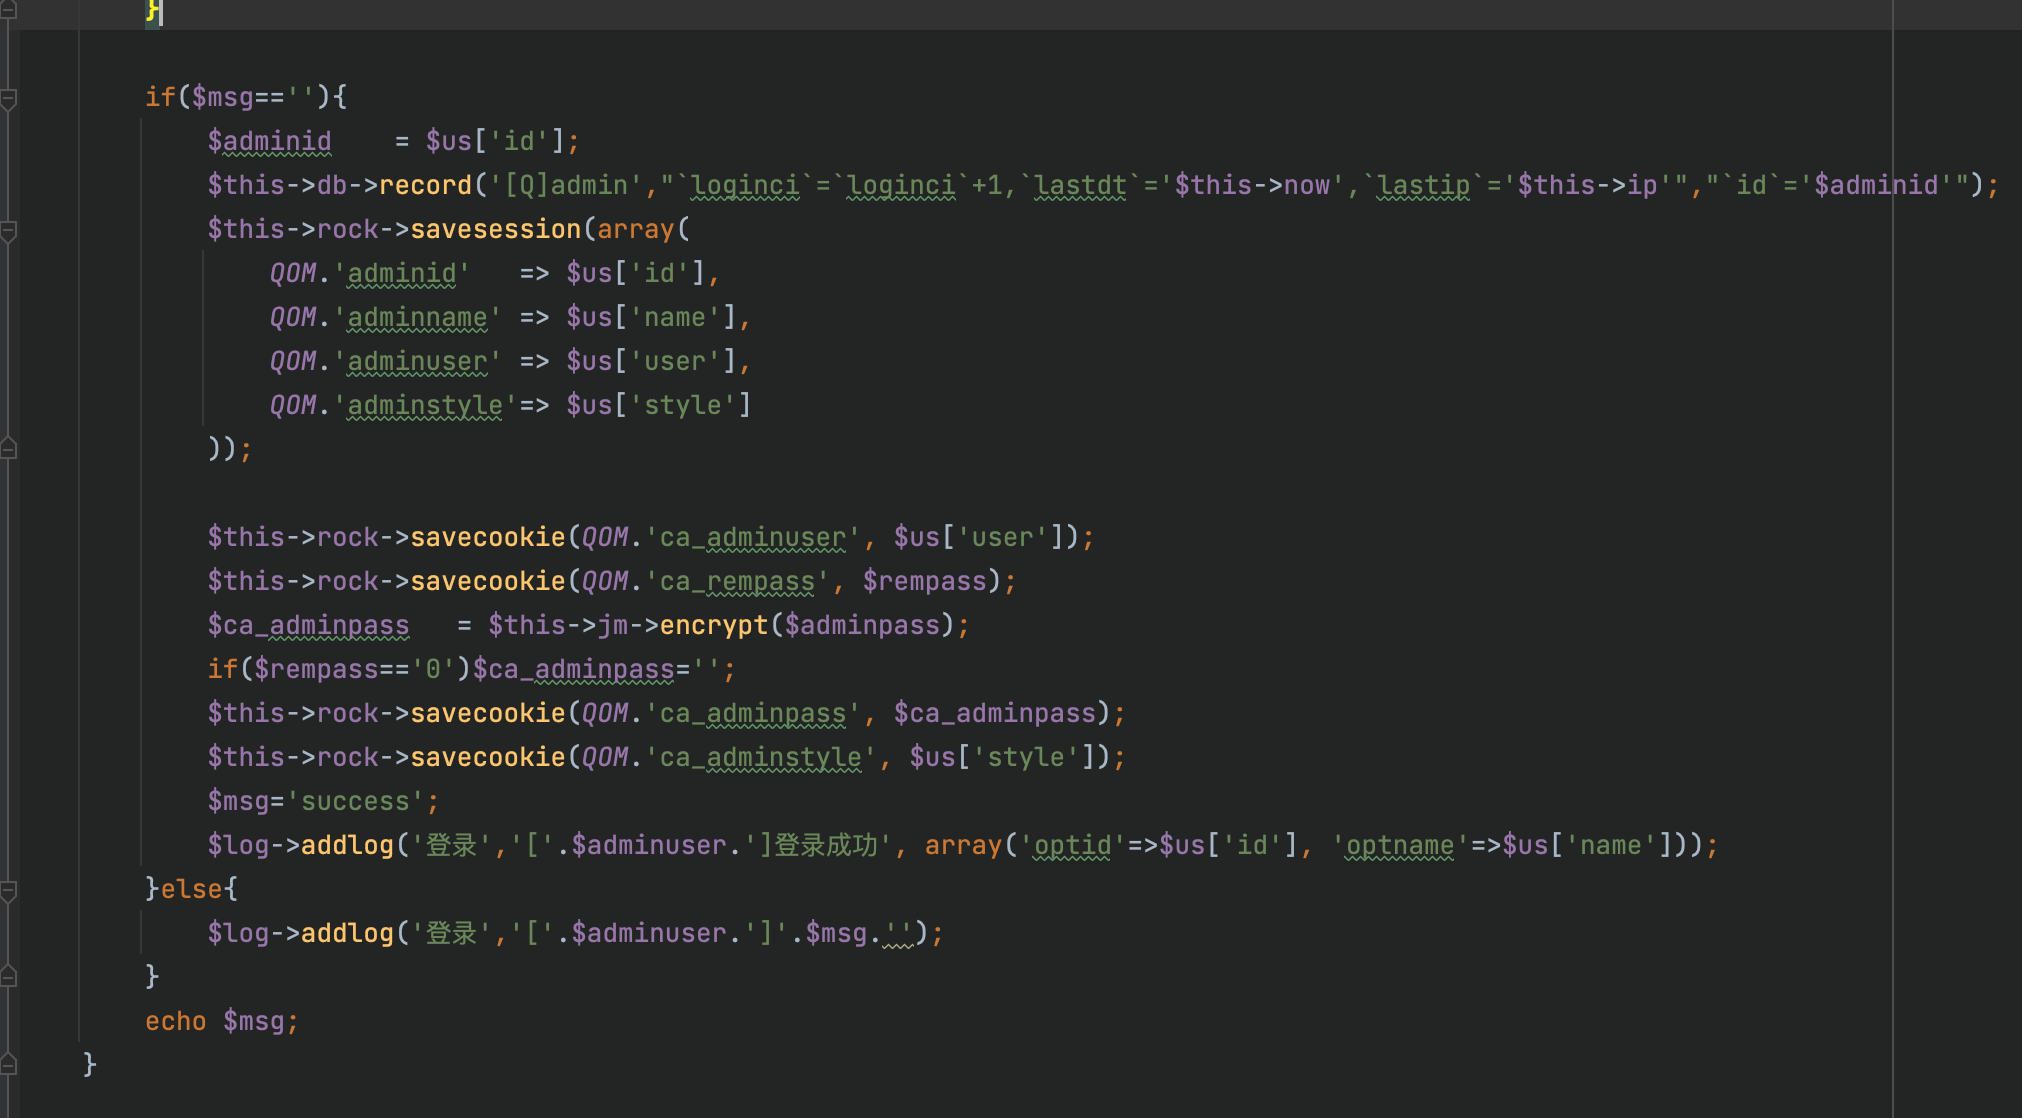 }
if($msg==''){
$adminid    = $us['id'];
$this->db->record('[Q]admin',"`loginci`=`loginci`+1,`lastdt`='$this->now',`lastip`='$this->ip'","`id`='$adminid'");
$this->rock->savesession(array(
QOM.'adminid'   => $us['id'],
QOM.'adminname' => $us['name'],
QOM.'adminuser' => $us['user'],
QOM.'adminstyle'=> $us['style']
));
$this->rock->savecookie(QOM.'ca_adminuser', $us['user']);
$this->rock->savecookie(QOM.'ca_rempass', $rempass);
$ca_adminpass   = $this->jm->encrypt($adminpass);
if($rempass=='0')$ca_adminpass='';
$this->rock->savecookie(QOM.'ca_adminpass', $ca_adminpass);
$this->rock->savecookie(QOM.'ca_adminstyle', $us['style']);
$msg='success';
$log->addlog('登录','['.$adminuser.']登录成功', array('optid'=>$us['id'], 'optname'=>$us['name']));
}else{
$log->addlog('登录','['.$adminuser.']'.$msg.'');
}
echo $msg;
}